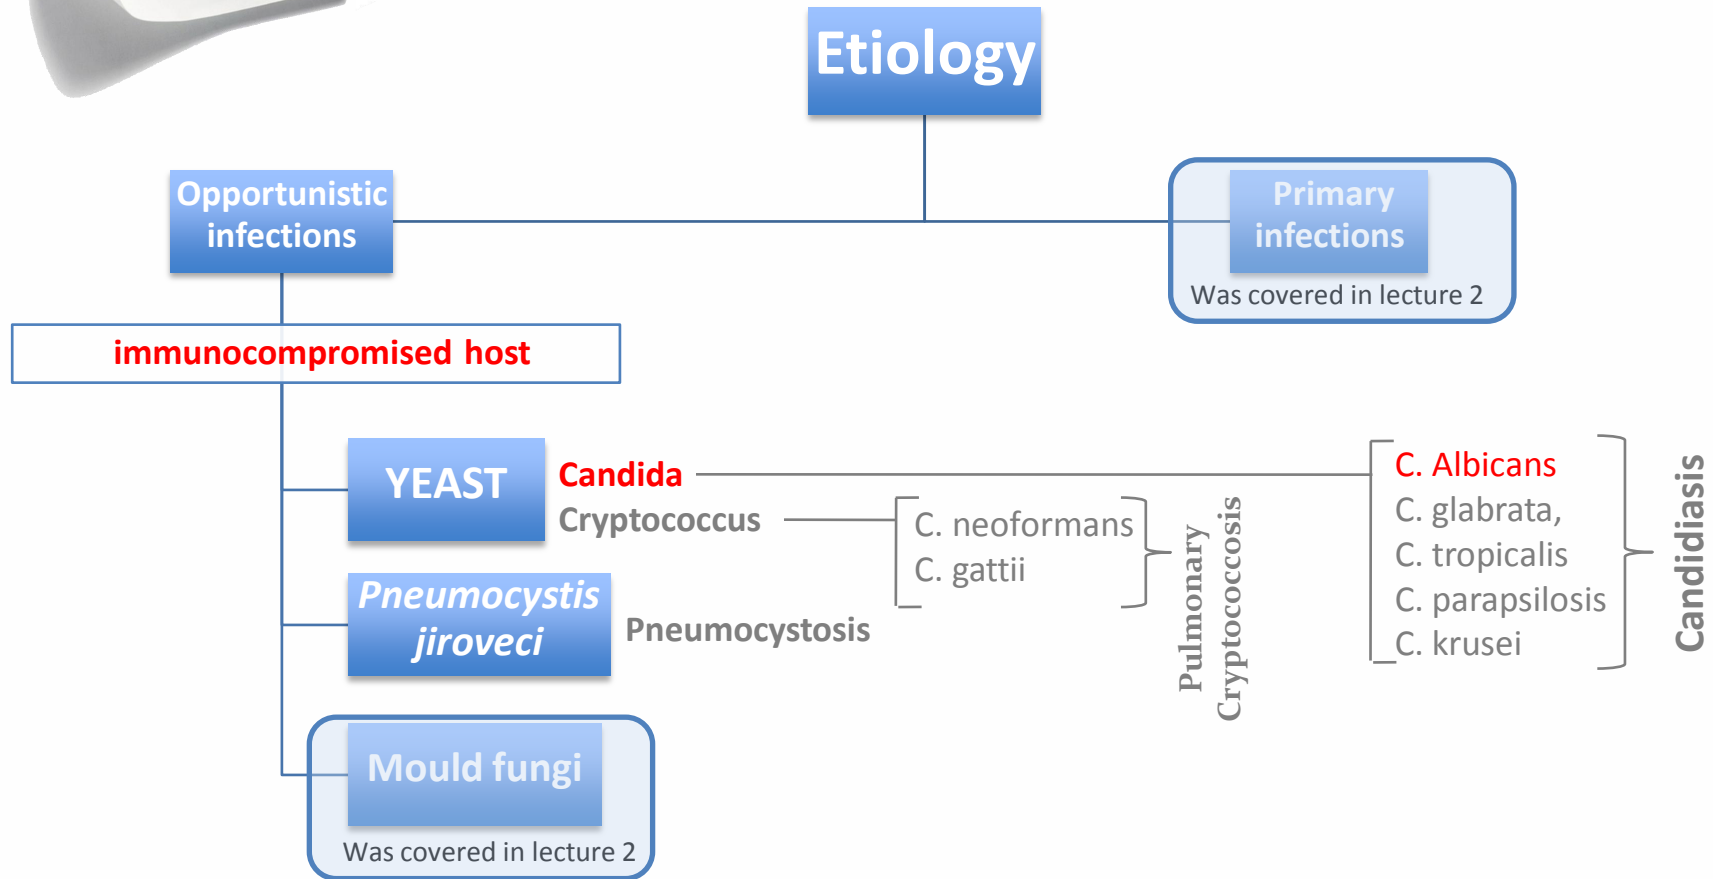 Etiology
Opportunistic
infections
Primary
infections
Was covered in lecture 2
immunocompromised host
YEAST
Candida
Cryptococcus
C. neoformans
C. gattii
Pulmonary
Cryptococcosis
C. Albicans
C. glabrata,
C. tropicalis
C. parapsilosis
C. krusei
Candidiasis
Pneumocystis
jiroveci
Pneumocystosis
Mould fungi
Was covered in lecture 2